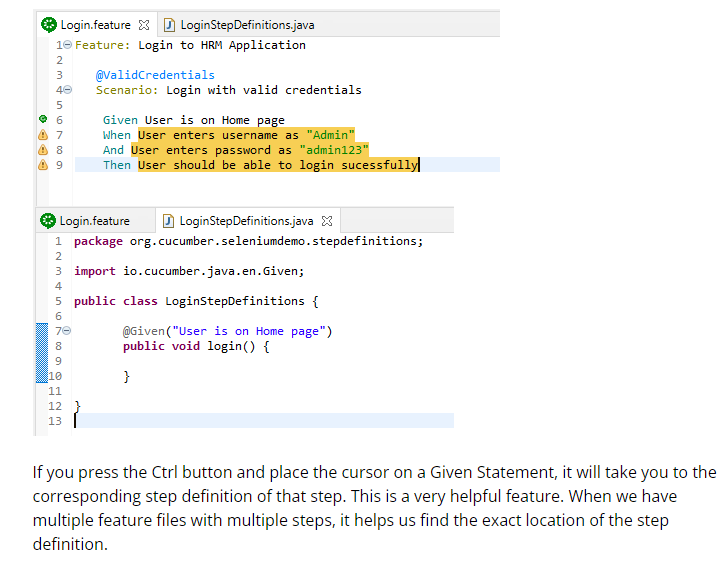 Login.feature LoginStepDefinitions.java
1 Feature: Login to HRM Application
2
3 @ValidCredentials
4 Scenario: Login with valid credentials
5
6 Given User is on Home page
7 When User enters username as "Admin"
8 And User enters password as "admin123"
9 Then User should be able to login sucessfully
Login.feature LoginStepDefinitions.java
1 package org.cucumber.seleniumdemo.stepdefinitions;
2
3 import io.cucumber.java.en.Given;
4
5 public class LoginStepDefinitions {
6
7 @Given("User is on Home page")
8 public void login() {
9
10 }
11
12 }
13
If you press the Ctrl button and place the cursor on a Given Statement, it will take you to the
corresponding step definition of that step. This is a very helpful feature. When we have
multiple feature files with multiple steps, it helps us find the exact location of the step
definition.